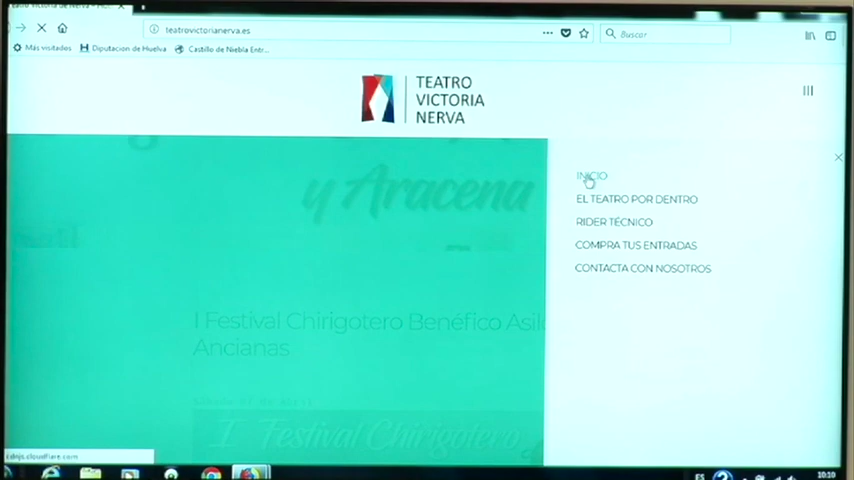 teatrovictorianerva.es
Buscar
Más visitados
Diputacion de Huelva
Castillo de Niebla Entr...
TEATRO
VICTORIA
NERVA
y Aracena
INICIO
EL TEATRO POR DENTRO
RIDER TÉCNICO
COMPRA TUS ENTRADAS
CONTACTA CON NOSOTROS
I Festival Chirigotero Benéfico Asilo
Ancianas
I Festival Chirigotero
cdnjs.cloudflare.com
ES
10:10